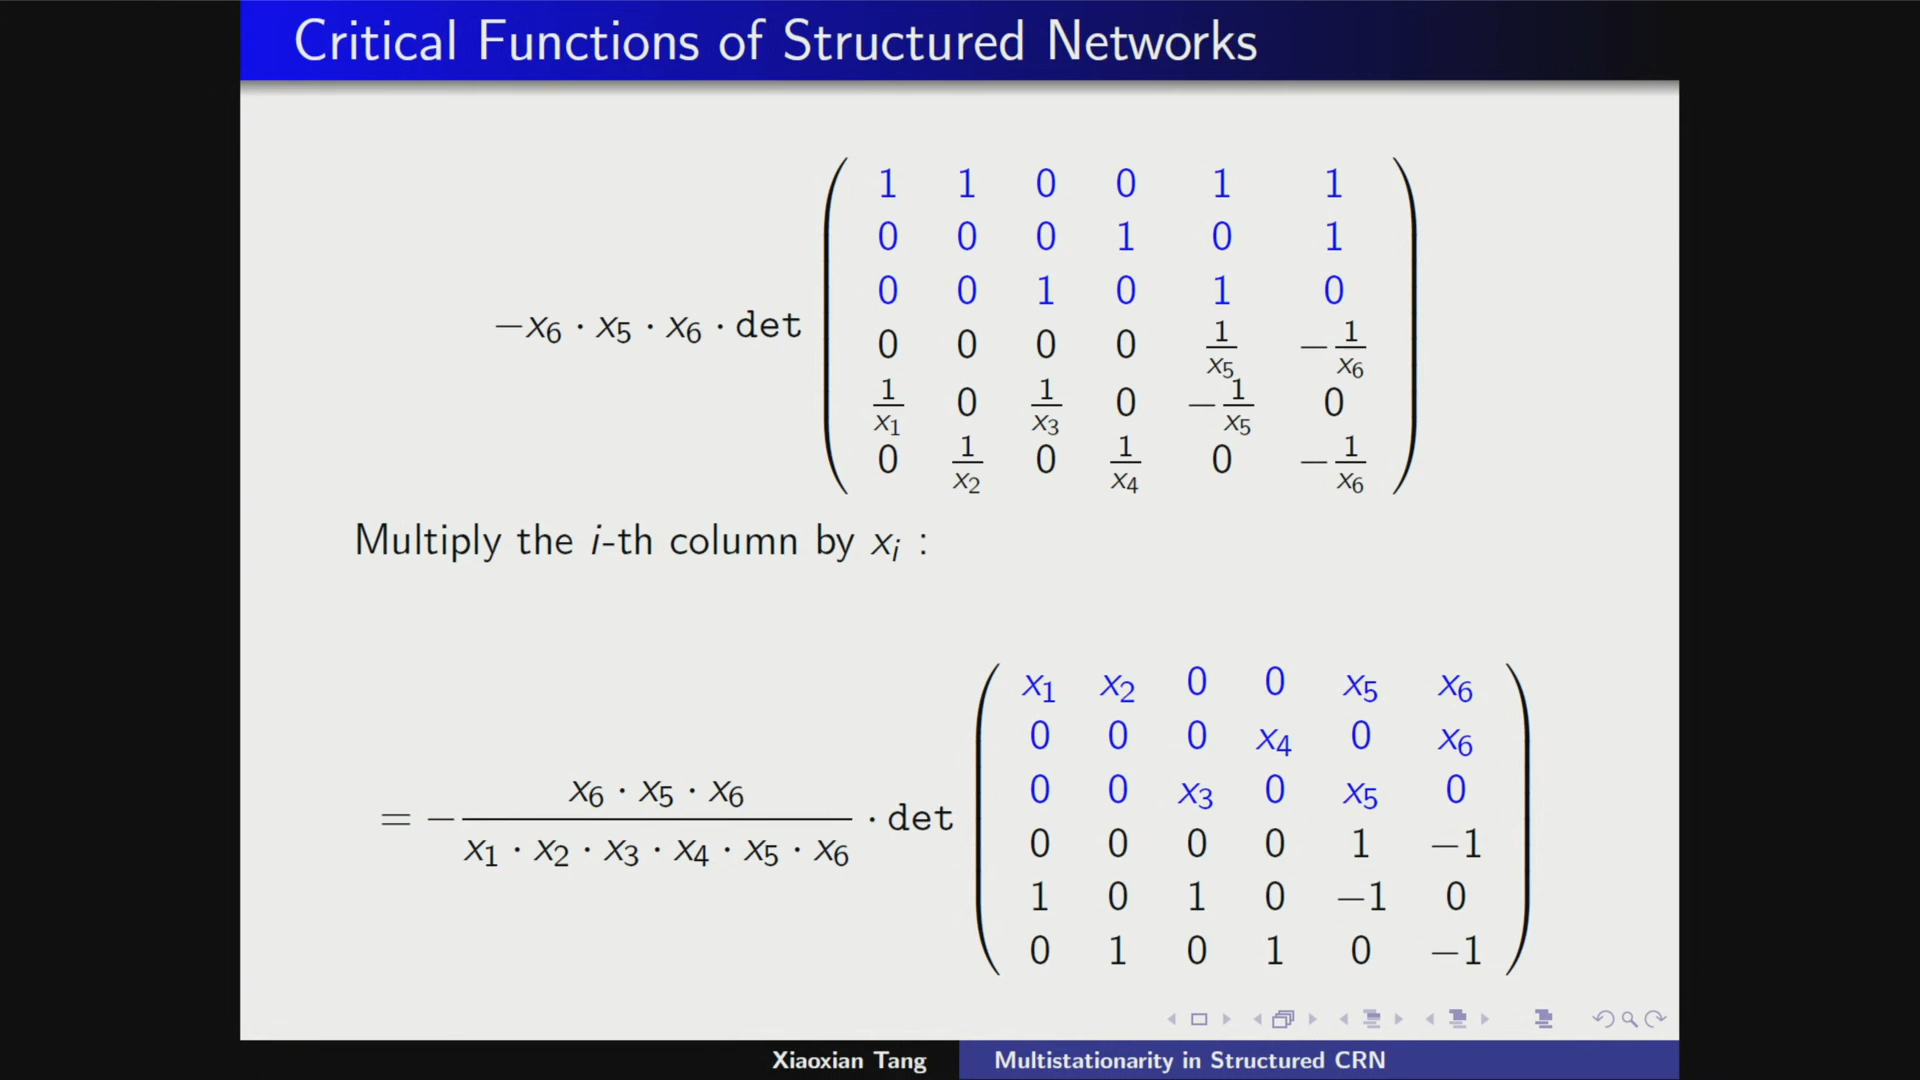 Critical Functions of Structured Networks
1 1 0 0 1 1
0 0 0 1 0 1
0 0 1 0 1 0
−x₆ · x₅ · x₆ · det
0 0 0 0 1/x₅ −1/x₆
1/x₁ 0 1/x₃ 0 −1/x₅ 0
0 1/x₂ 0 1/x₄ 0 −1/x₆
Multiply the i-th column by xᵢ :
x₁ x₂ 0 0 x₅ x₆
0 0 0 x₄ 0 x₆
0 0 x₃ 0 x₅ 0
= − (x₆ · x₅ · x₆)/(x₁ · x₂ · x₃ · x₄ · x₅ · x₆) · det
0 0 0 0 1 −1
1 0 1 0 −1 0
0 1 0 1 0 −1
Xiaoxian Tang Multistationarity in Structured CRN